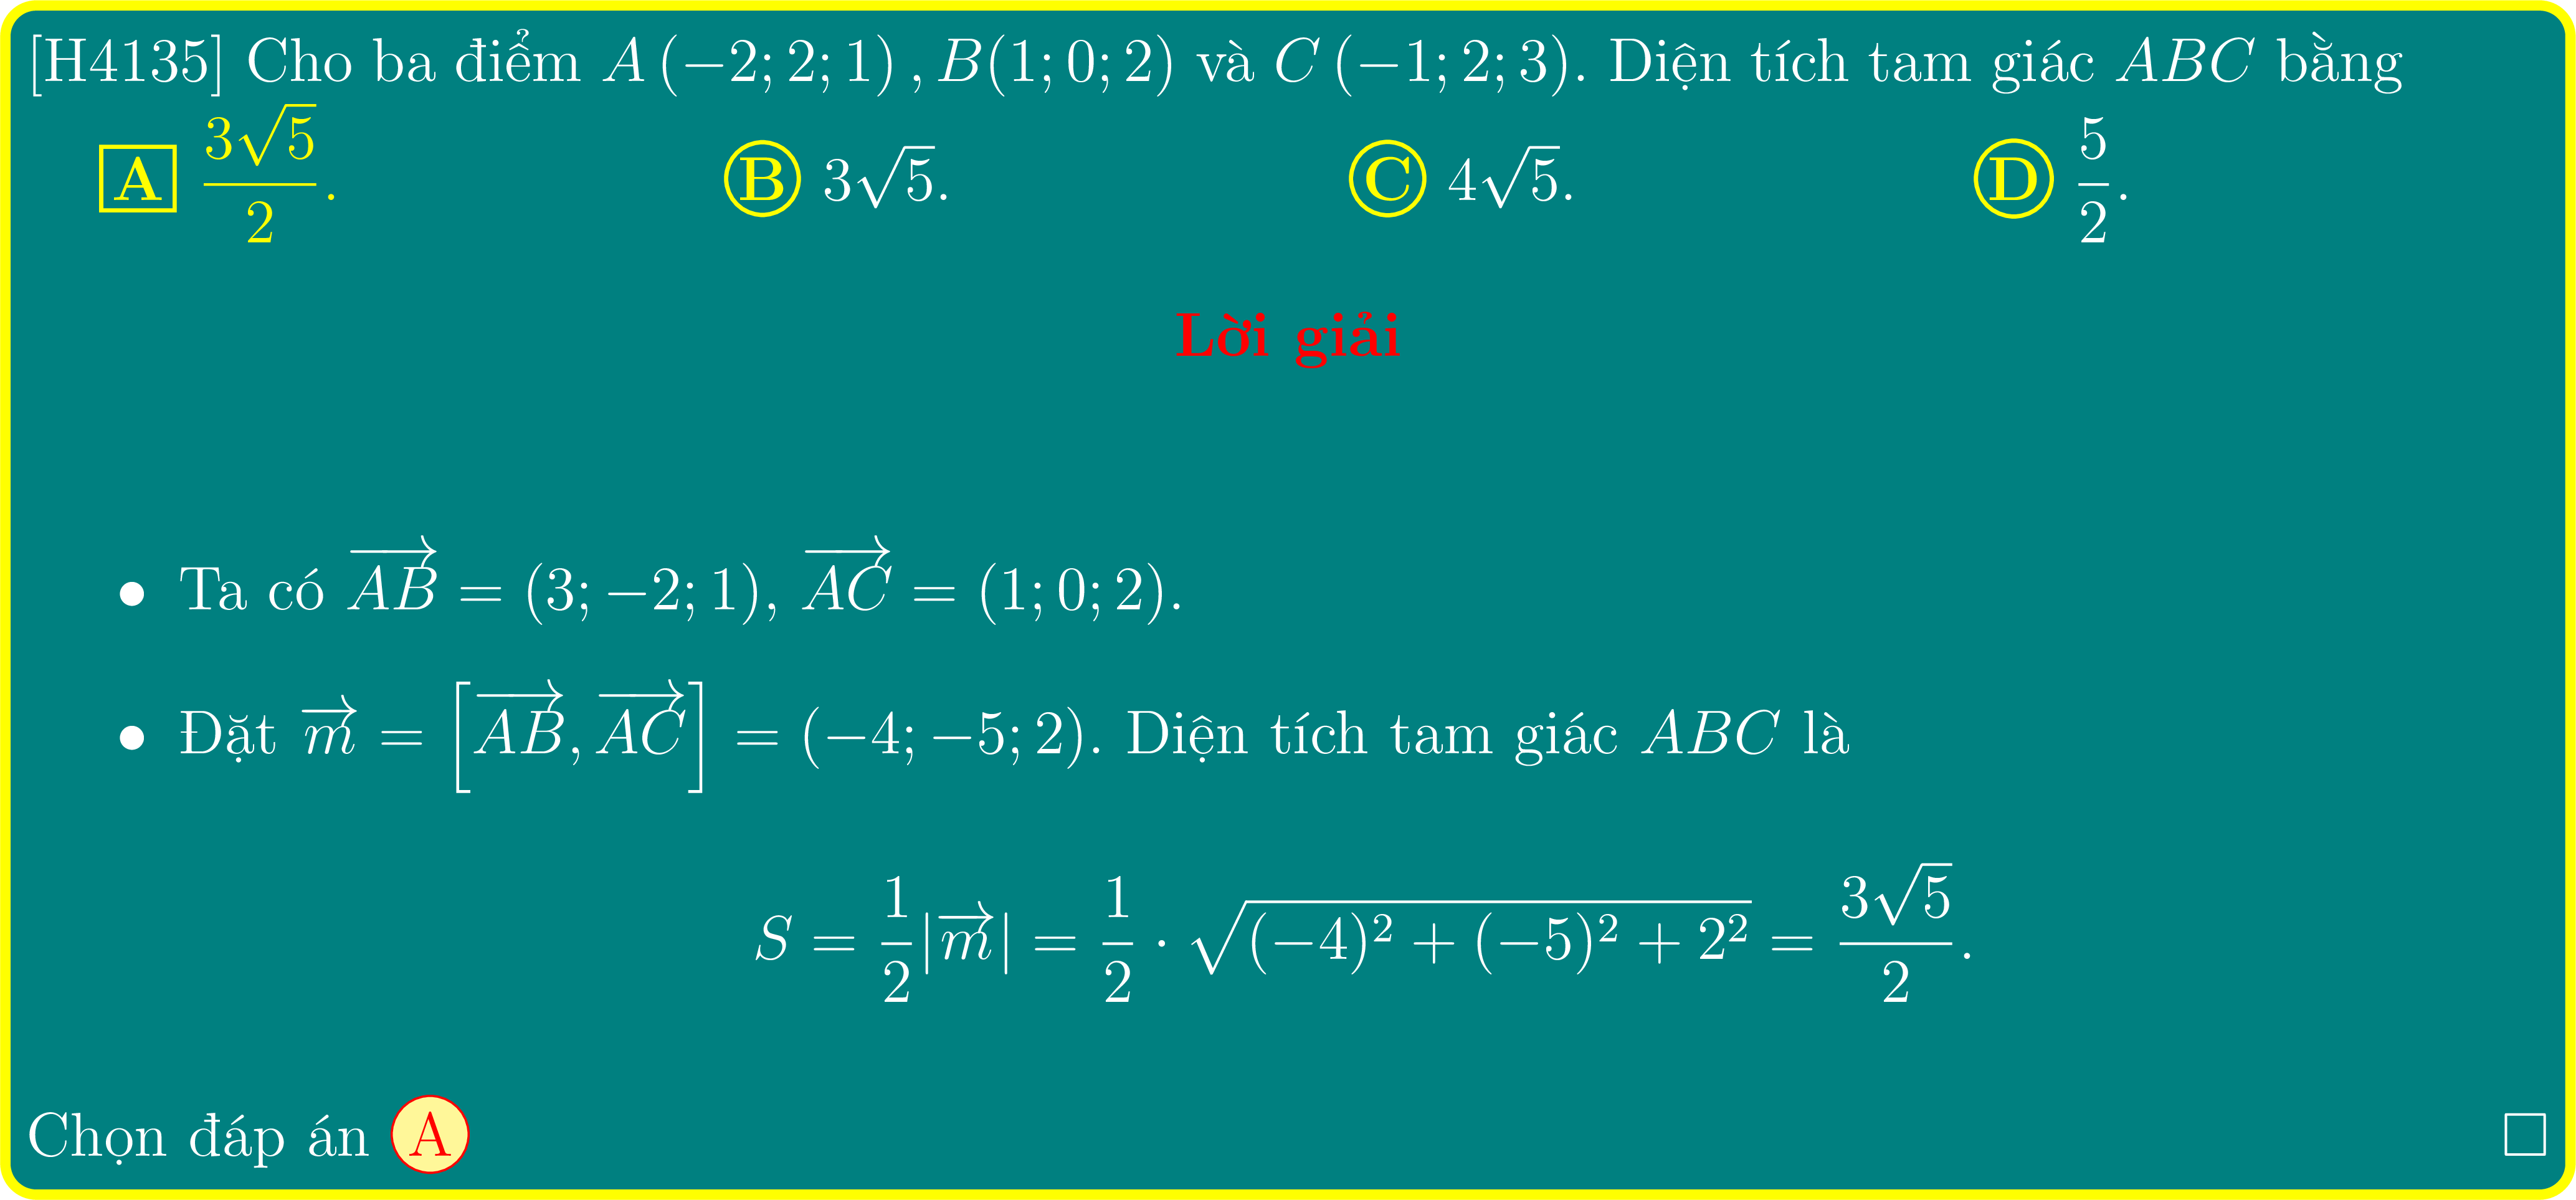 [H4135] Cho ba điểm A (−2; 2; 1) , B(1; 0; 2) và C (−1; 2; 3). Diện tích tam giác ABC bằng
A $\frac{3\sqrt{5}}{2}$. B $3\sqrt{5}$. C $4\sqrt{5}$. D $\frac{5}{2}$.
Lời giải
• Ta có $\overrightarrow{AB} = (3; -2; 1)$, $\overrightarrow{AC} = (1; 0; 2)$.
• Đặt $\overrightarrow{m} = \left[\overrightarrow{AB}, \overrightarrow{AC}\right] = (-4; -5; 2)$. Diện tích tam giác ABC là
$S = \frac{1}{2}|\overrightarrow{m}| = \frac{1}{2} \cdot \sqrt{(-4)^2 + (-5)^2 + 2^2} = \frac{3\sqrt{5}}{2}.$
Chọn đáp án A □